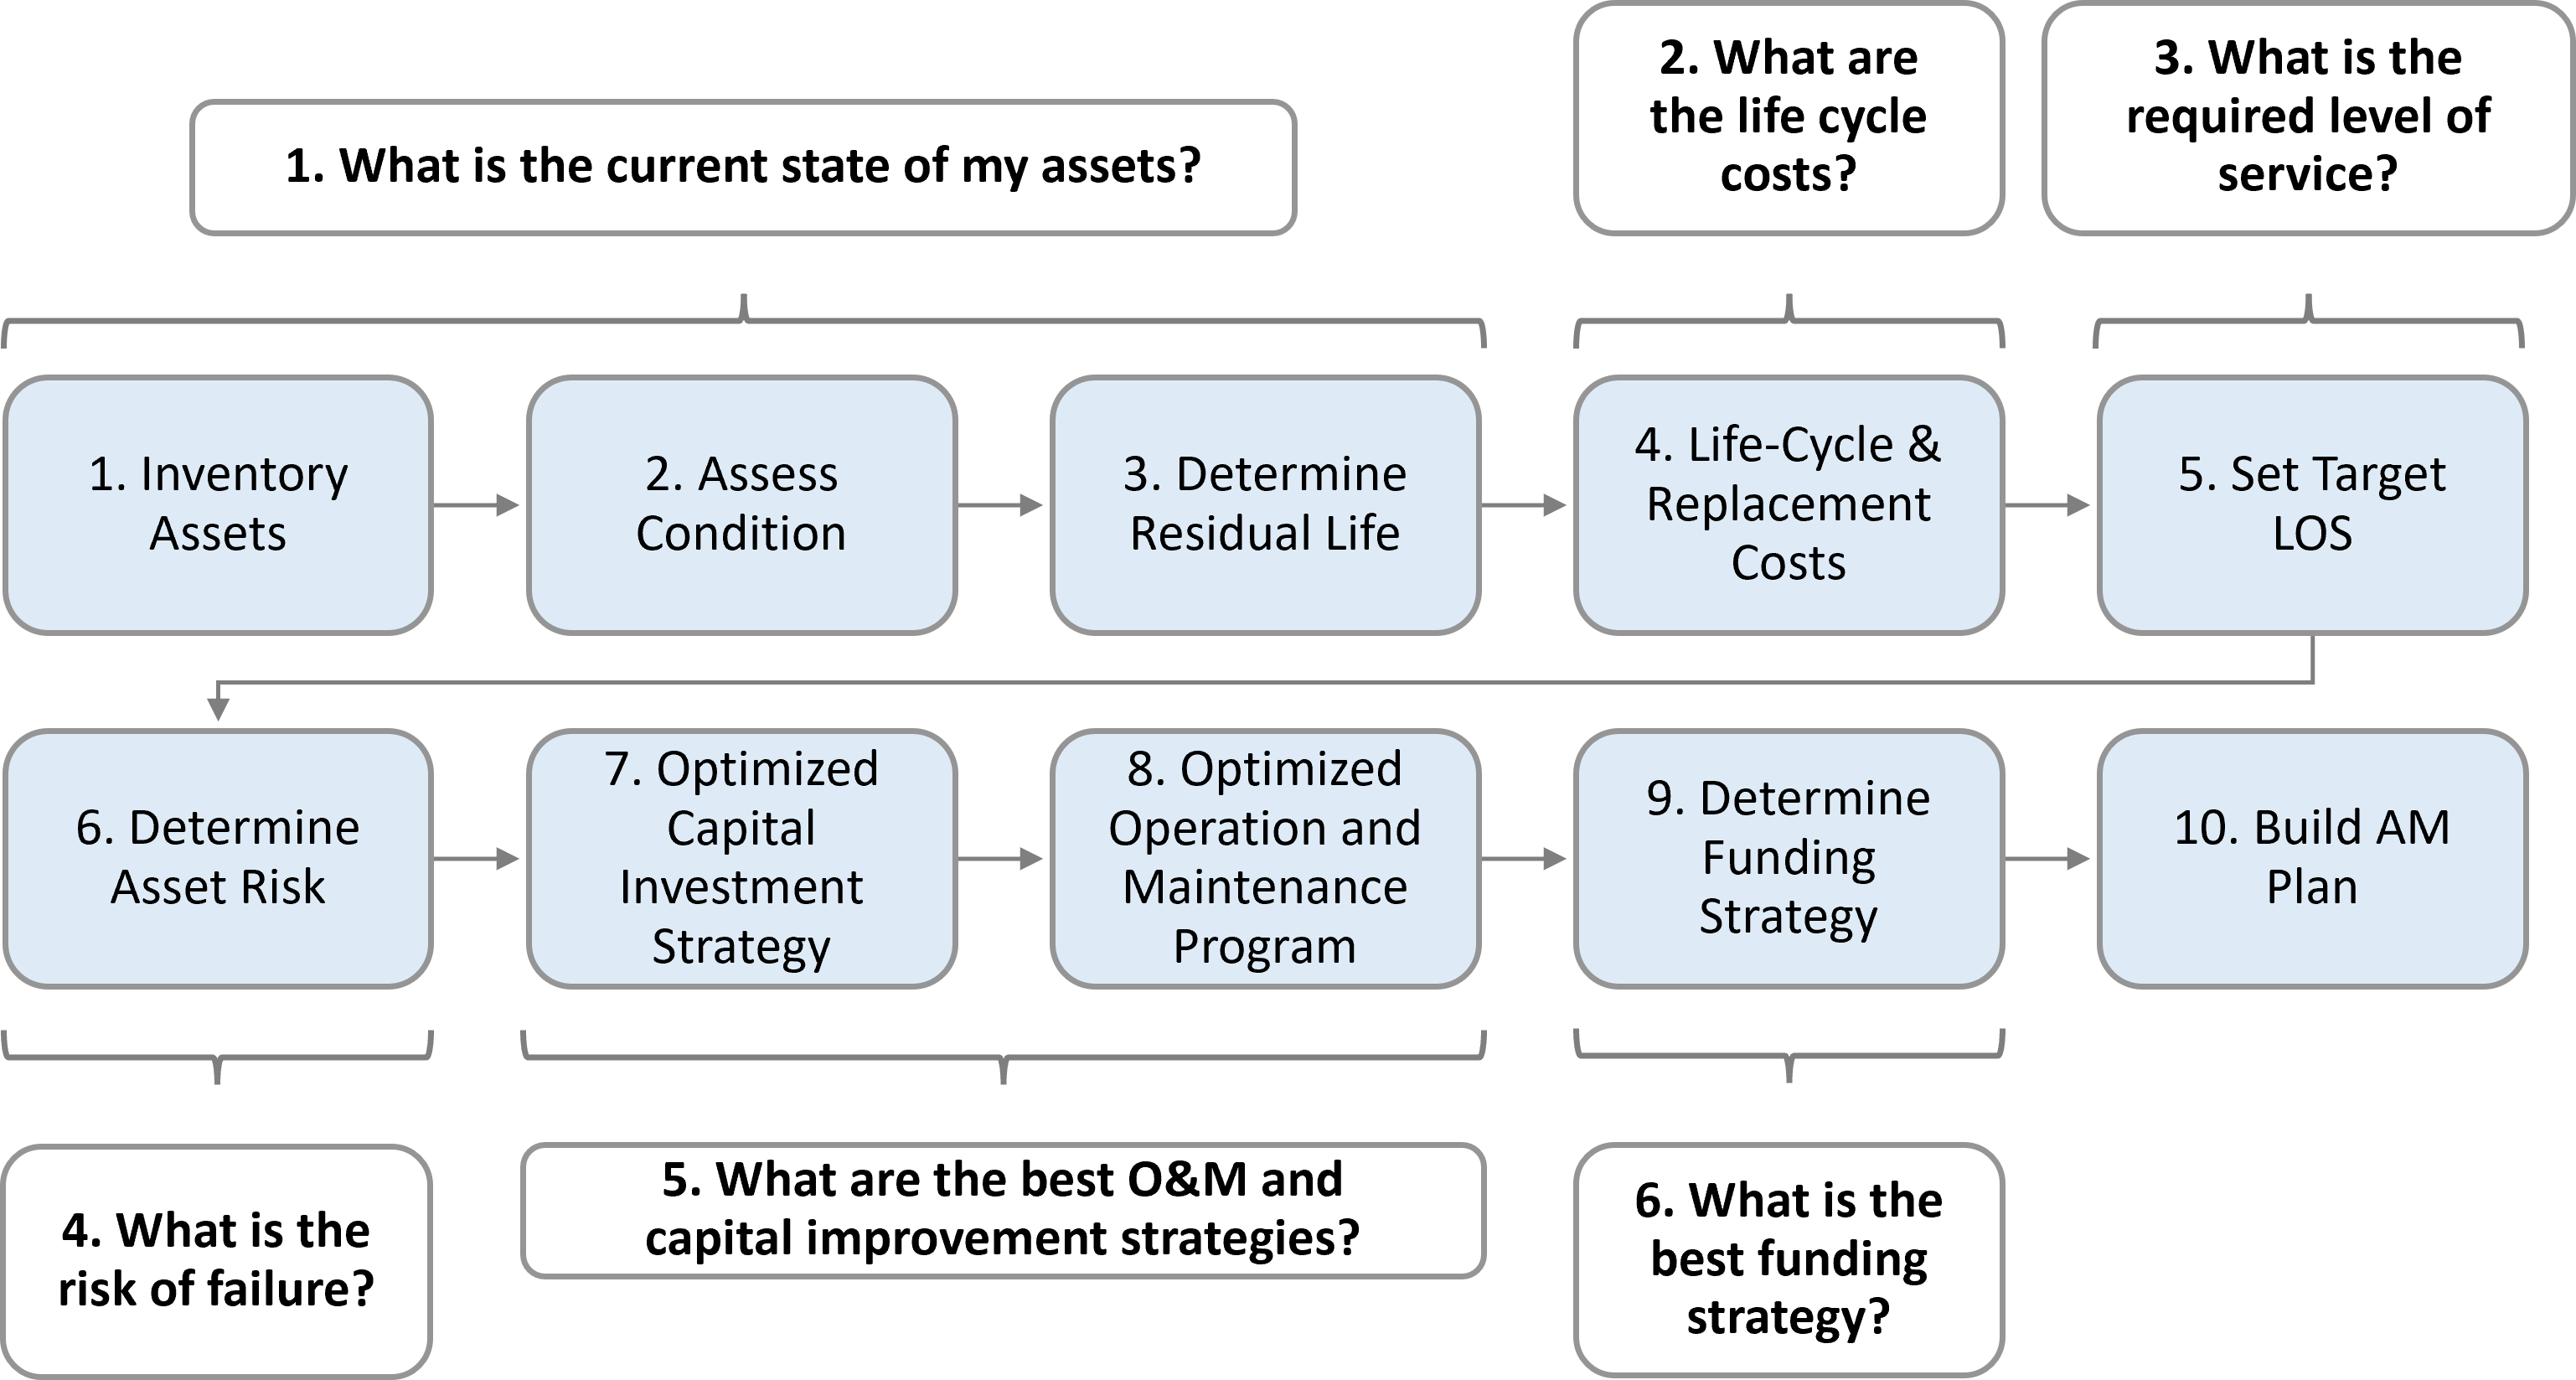 1. What is the current state of my assets?
2. What are
the life cycle
costs?
3. What is the
required level of
service?
1. Inventory
Assets
2. Assess
Condition
3. Determine
Residual Life
4. Life-Cycle &
Replacement
Costs
5. Set Target
LOS
6. Determine
Asset Risk
7. Optimized
Capital
Investment
Strategy
8. Optimized
Operation and
Maintenance
Program
9. Determine
Funding
Strategy
10. Build AM
Plan
4. What is the
risk of failure?
5. What are the best O&M and
capital improvement strategies?
6. What is the
best funding
strategy?